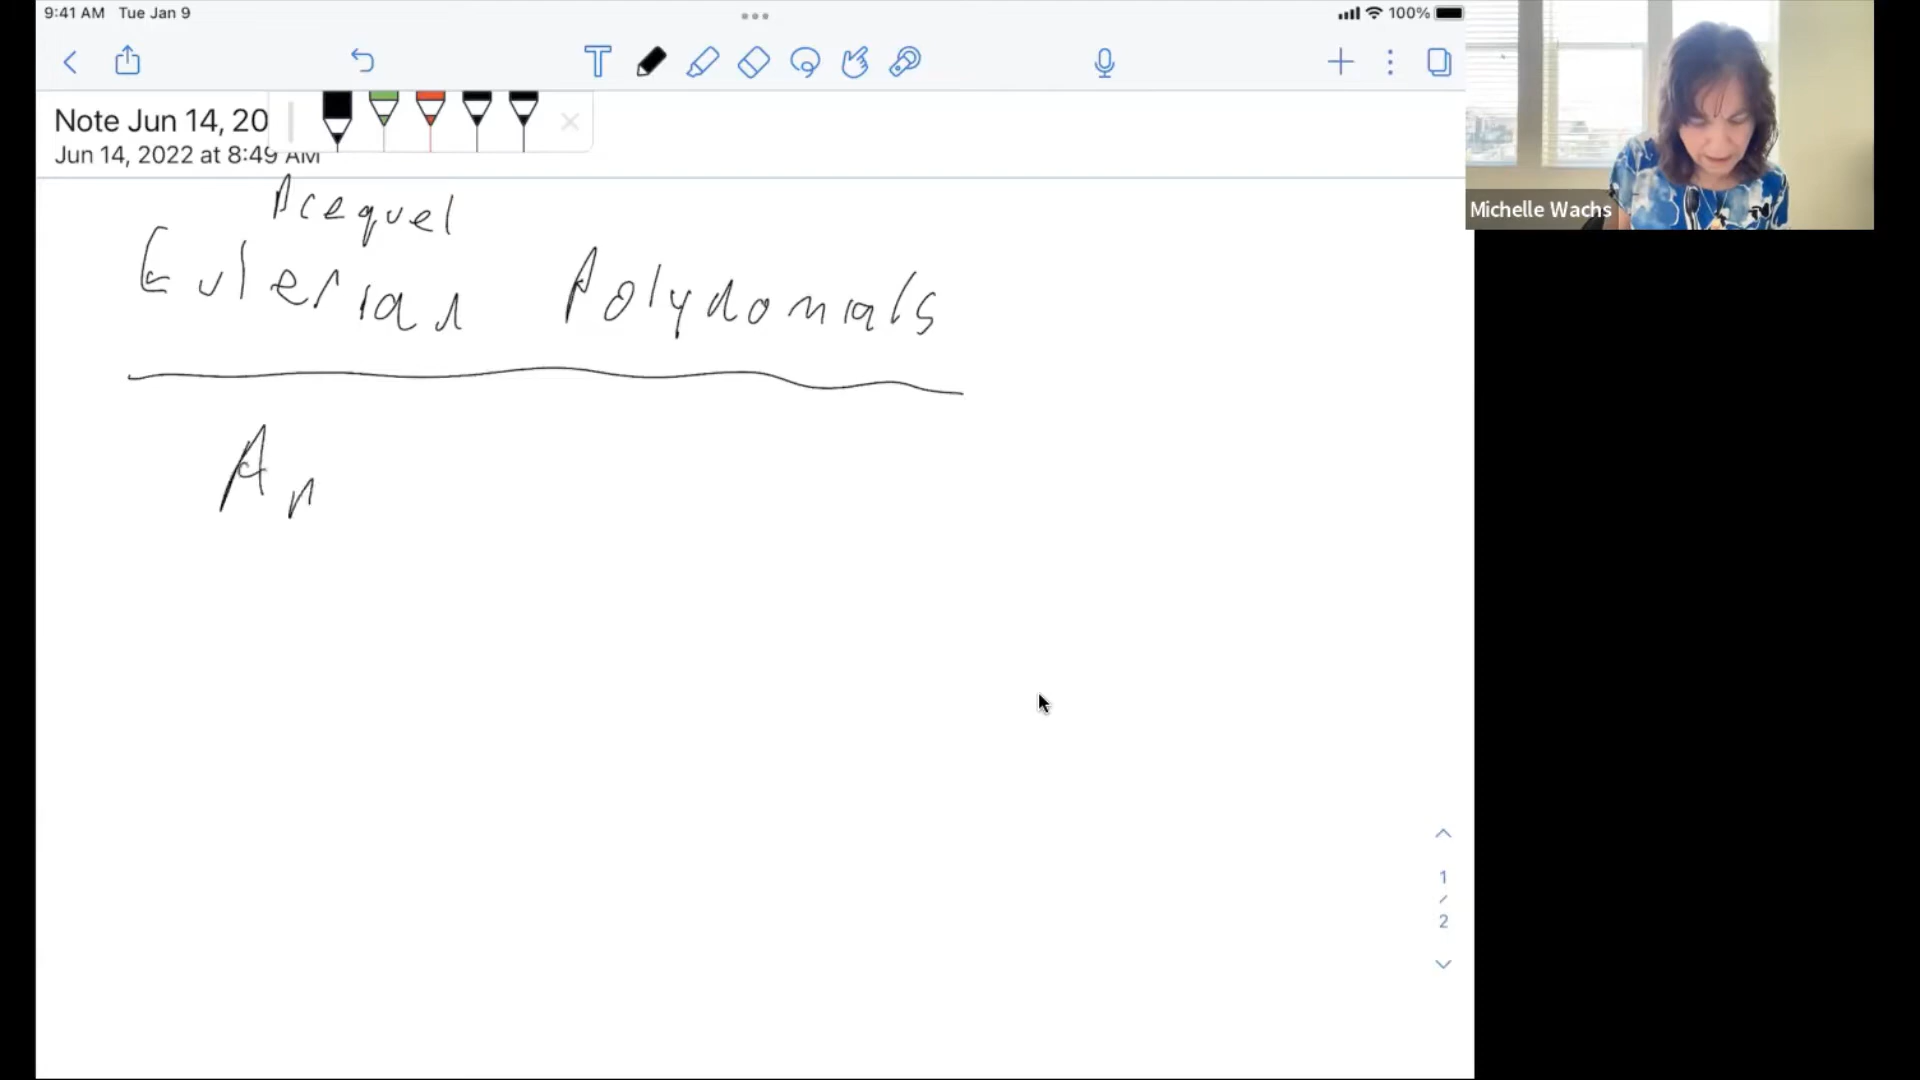 9:41 AM Tue Jan 9
100%
Note Jun 14, 20
Jun 14, 2022 at 8:49 AM
Michelle Wachs
Prequel
Eulerian Polynomials
A n
1
/
2